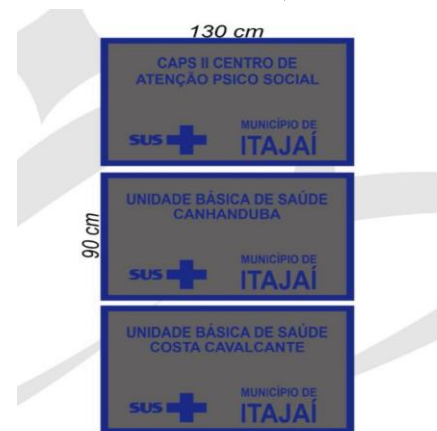 130 cm
CAPS II CENTRO DE
ATENÇÃO PSICO SOCIAL
SUS
MUNICÍPIO DE
ITAJAÍ
90 cm
UNIDADE BÁSICA DE SAÚDE
CANHANDUBA
SUS
MUNICÍPIO DE
ITAJAÍ
UNIDADE BÁSICA DE SAÚDE
COSTA CAVALCANTE
SUS
MUNICÍPIO DE
ITAJAÍ